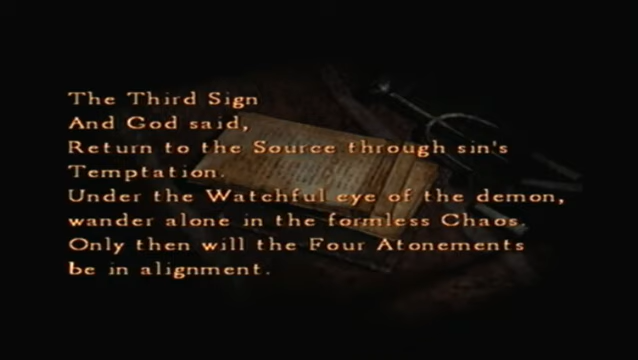 The Third Sign
And God said,
Return to the Source through sin's
Temptation.
Under the Watchful eye of the demon,
wander alone in the formless Chaos.
Only then will the Four Atonements
be in alignment.